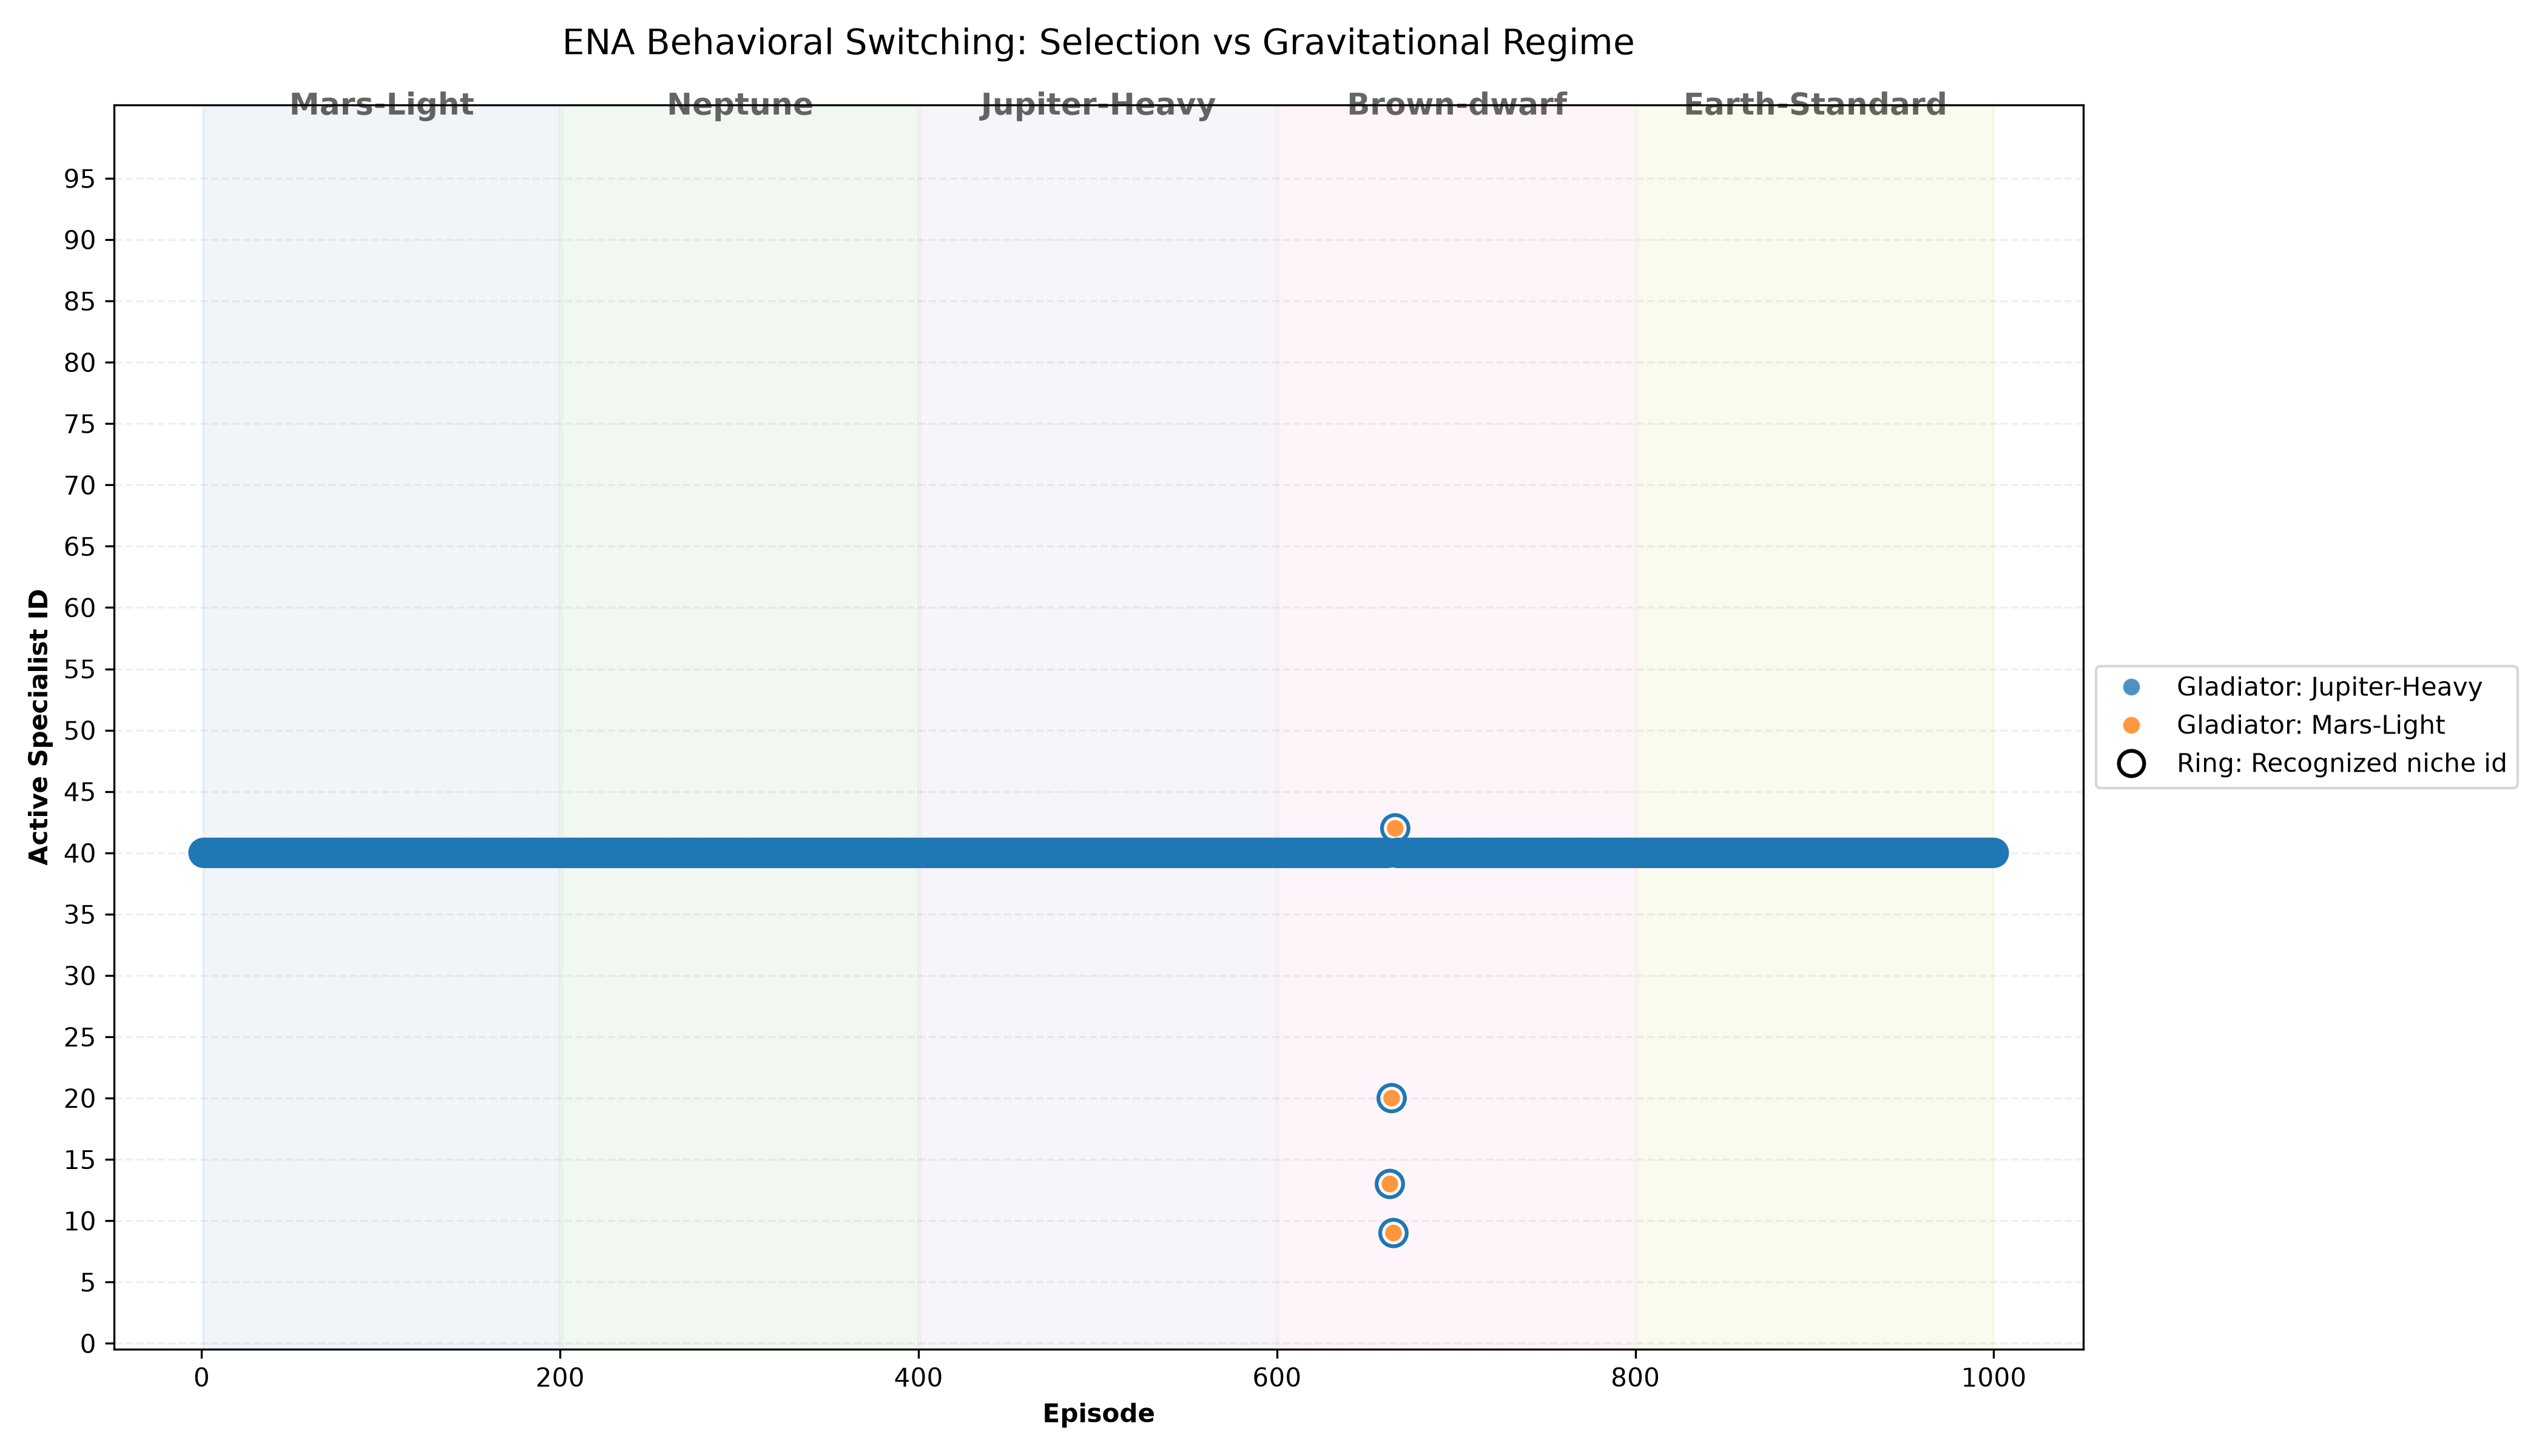 ENA Behavioral Switching: Selection vs Gravitational Regime
Mars-Light
Neptune
Jupiter-Heavy
Brown-dwarf
Earth-Standard
95
90
85
80
75
70
65
60
55
50
45
40
35
30
25
20
15
10
5
0
Active Specialist ID
0
200
400
600
800
1000
Episode
Gladiator: Jupiter-Heavy
Gladiator: Mars-Light
Ring: Recognized niche id